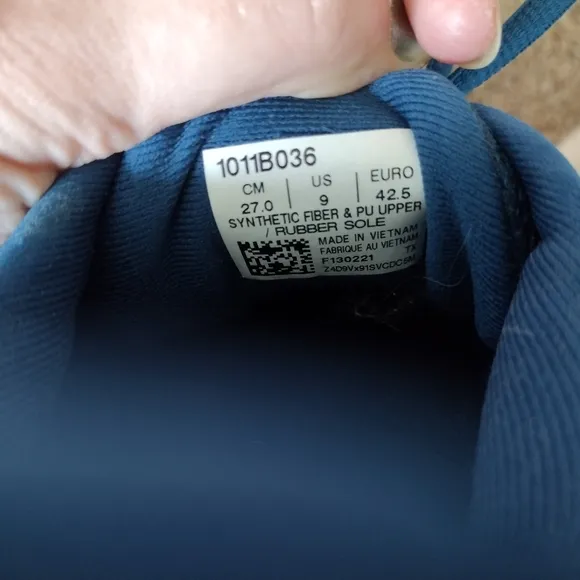 1011B036
CM | US | EURO
27.0 | 9 | 42.5
SYNTHETIC FIBER & PU UPPER
/ RUBBER SOLE
MADE IN VIETNAM
FABRIQUE AU VIETNAM
F130221 TX